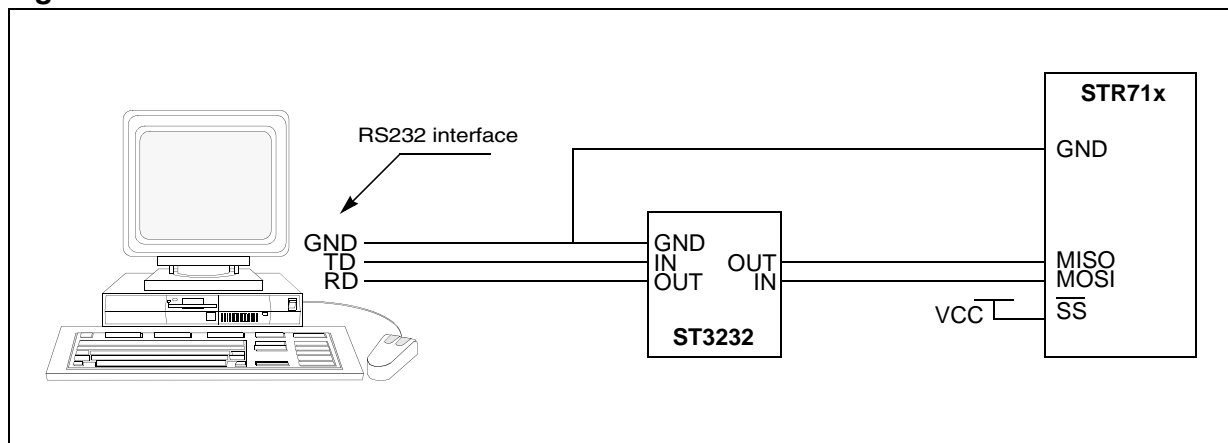 STR71x
RS232 interface
GND
GND
TD
RD
GND
IN
OUT
OUT
IN
ST3232
MISO
MOSI
SS
VCC